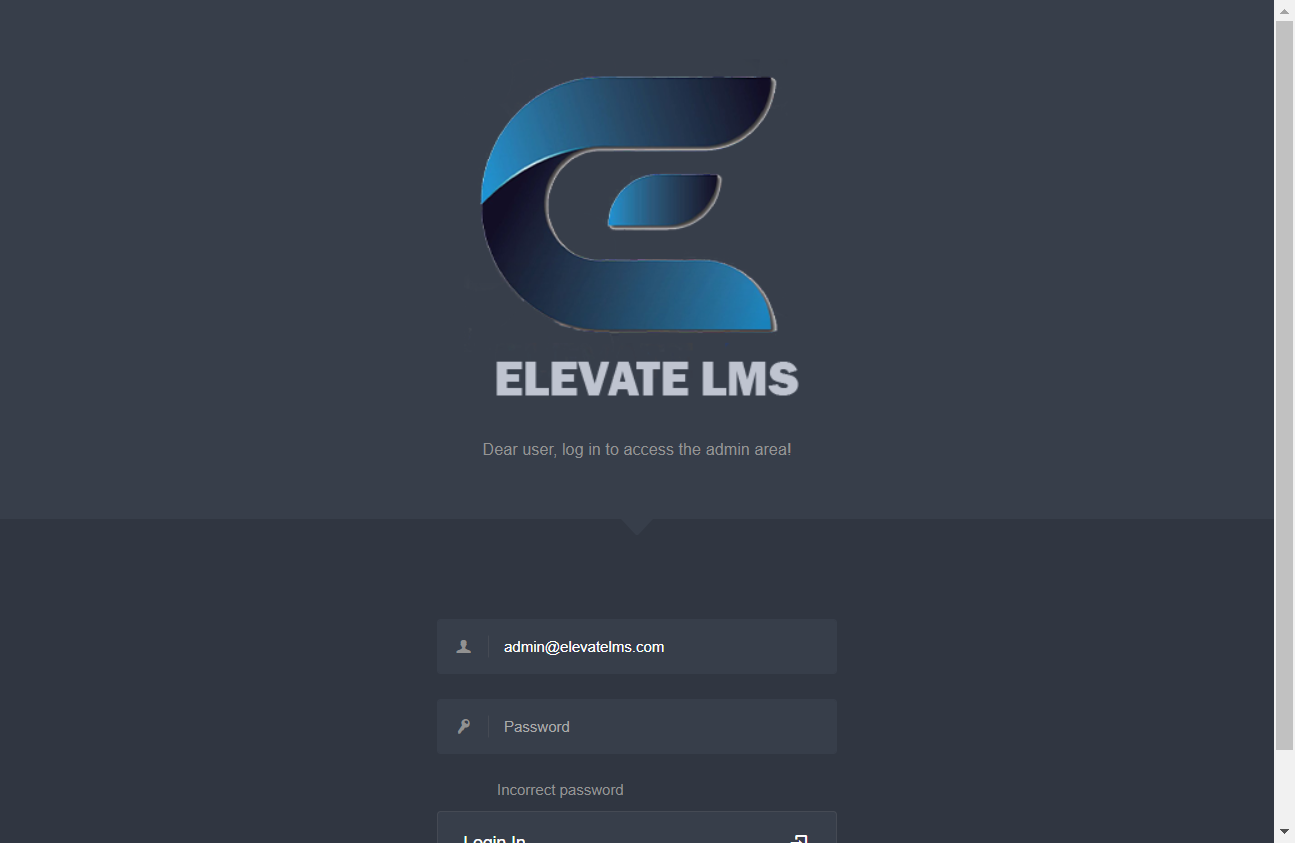 ELEVATE LMS
Dear user, log in to access the admin area!
admin@elevatelms.com
Password
Incorrect password
Login In